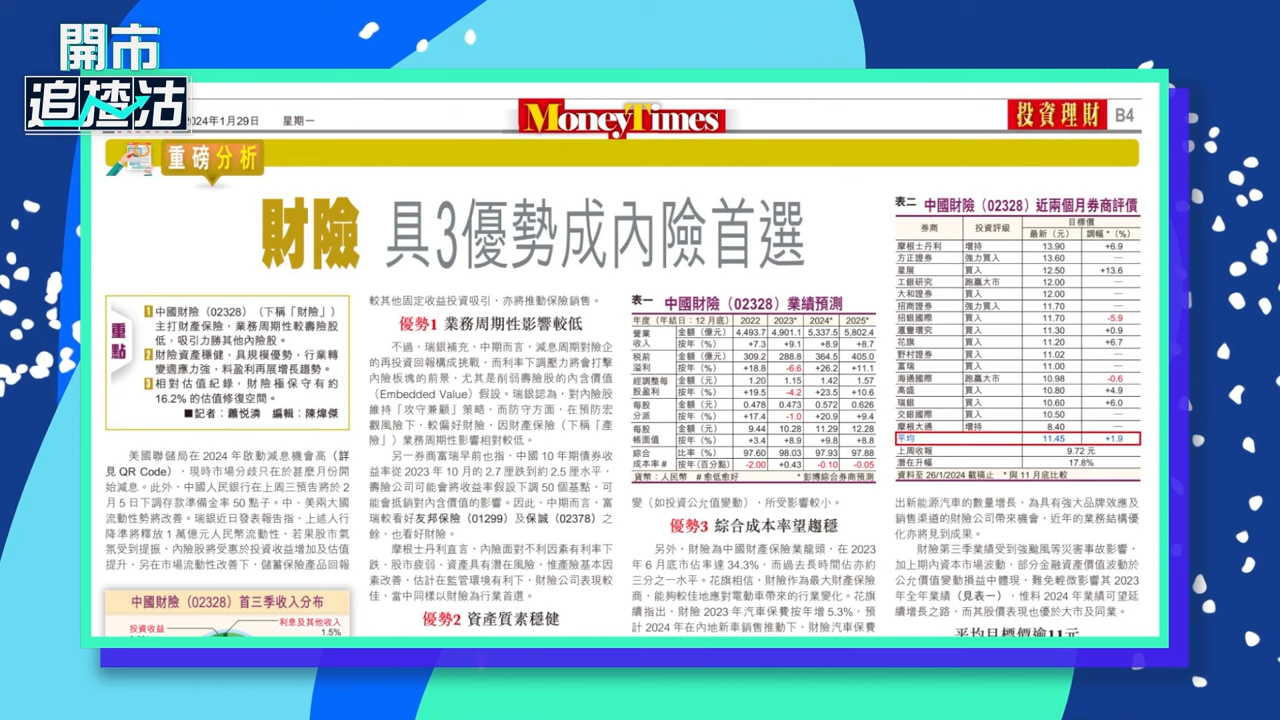 開市
追揸沽
2024年1月29日 星期一
MoneyTimes
投資理財 B4
重磅分析
財險 具3優勢成內險首選
重點
1 中國財險（02328）（下稱「財險」）
主打財產保險，業務周期性較壽險股
低，吸引力勝其他內險股。
2 財險資產穩健，具規模優勢，行業轉
變適應力強，料盈利再展增長趨勢。
3 相對估值紀錄，財險極保守有約
16.2% 的估值修復空間。
■記者：蕭悅濤 編輯：陳煒傑
美國聯儲局在 2024 年啟動減息機會高（詳
見 QR Code），現時市場分歧只在於甚麼月份開
始減息。此外，中國人民銀行在上周三預告將於 2
月 5 日下調存款準備金率 50 點子。中、美兩大國
流動性勢將改善。瑞銀近日發表報告指，上述人行
降準將釋放 1 萬億元人民幣流動性，若果股市氣
氛受到提振，內險股將受惠於投資收益增加及估值
提升，另在市場流動性改善下，儲蓄保險產品回報
中國財險（02328）首三季收入分布
投資收益
利息及其他收入
1.5%
較其他固定收益投資吸引，亦將推動保險銷售。
優勢1 業務周期性影響較低
不過，瑞銀補充，中期而言，減息周期對險企
的再投資回報構成挑戰，而利率下調壓力將會打擊
內險板塊的前景，尤其是削弱壽險股的內含價值
（Embedded Value）假設。瑞銀認為，對內險股
維持「攻守兼顧」策略，而防守方面，在預防宏
觀風險下，較偏好財險，因財產保險（下稱「產
險」）業務周期性影響相對較低。
另一券商富瑞早前也指，中國 10 年期債券收
益率從 2023 年 10 月的 2.7 厘跌到約 2.5 厘水平，
壽險公司可能會將收益率假設下調 50 個基點，可
能會抵銷對內含價值的影響。因此，中期而言，富
瑞較看好友邦保險（01299）及保誠（02378）之
餘，也看好財險。
摩根士丹利直言，內險面對不利因素有利率下
跌、股市疲弱、資產具有潛在風險，惟產險基本因
素改善，估計在監管環境有利下，財險公司表現較
佳，當中同樣以財險為行業首選。
優勢2 資產質素穩健
表一 中國財險（02328）業績預測
年度（年結日：12 月底） 2022 2023* 2024* 2025*
營業收入 金額（億元） 4,493.7 4,901.1 5,337.5 5,802.4
按年（%） +7.3 +9.1 +8.9 +8.7
稅前溢利 金額（億元） 309.2 288.8 364.5 405.0
按年（%） +18.8 -6.6 +26.2 +11.1
經調整每股盈利 金額（元） 1.20 1.15 1.42 1.57
按年（%） +19.5 -4.2 +23.5 +10.6
每股分派 金額（元） 0.478 0.473 0.572 0.626
按年（%） +17.4 -1.0 +20.9 +9.4
每股帳面值 金額（元） 9.44 10.28 11.29 12.28
按年（%） +3.4 +8.9 +9.8 +8.8
綜合成本率# 比率（%） 97.60 98.03 97.93 97.88
按年（百分點） -2.00 +0.43 -0.10 -0.05
貨幣：人民幣 # 愈低愈好 * 彭博綜合券商預測
變（如投資公允值變動），所受影響較小。
優勢3 綜合成本率望趨穩
另外，財險為中國財產保險業龍頭，在 2023
年 6 月底市佔率達 34.3%，而過去長時間佔亦約
三分之一水平。花旗相信，財險作為最大財產保險
商，能夠較佳地應對電動車帶來的行業變化。花旗
續指出，財險 2023 年汽車保費按年增 5.3%，預
計 2024 年在內地新車銷售推動下，財險汽車保費
表二 中國財險（02328）近兩個月券商評價
券商 投資評級 目標價
最新（元） 調幅*（%）
摩根士丹利 增持 13.90 +6.9
方正證券 強力買入 13.60 —
星展 買入 12.50 +13.6
工銀研究 跑贏大市 12.00 —
大和證券 買入 12.00 —
招商證券 強力買入 11.70 —
招銀國際 買入 11.70 -5.9
滙豐環究 買入 11.30 +0.9
花旗 買入 11.20 +6.7
野村證券 買入 11.02 —
富瑞 買入 11.00 —
海通國際 跑贏大市 10.98 -0.6
高盛 買入 10.80 +4.9
瑞銀 買入 10.60 +6.0
交銀國際 買入 10.50 —
摩根大通 增持 8.40 —
平均 11.45 +1.9
上周收報 9.72 元
潛在升幅 17.8%
資料至 26/1/2024 截稿止 * 與 11 月底比較
出新能源汽車的數量增長，為具有強大品牌效應及
銷售渠道的財險公司帶來機會，近年的業務結構優
化亦將見到成果。
財險第三季業績受到強颱風等災害事故影響，
加上期內資本市場波動，部分金融資產價值波動於
公允價值變動損益中體現，難免輕微影響其 2023
年全年業績（見表一），惟料 2024 年業績可望延
續增長之路，而其股價表現也優於大市及同業。
平均目標價逾11元